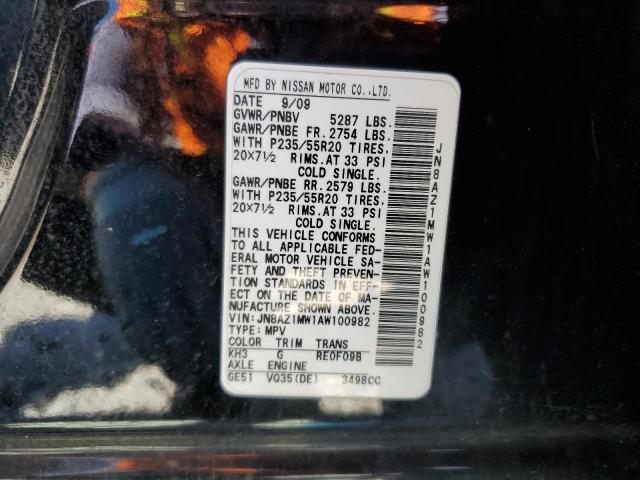 MFD BY NISSAN MOTOR CO.,LTD.
DATE 9/09
GVWR/PNBV 5287 LBS.
GAWR/PNBE FR. 2754 LBS.
WITH P235/55R20 TIRES,
20X7½ RIMS.AT 33 PSI
COLD SINGLE.
GAWR/PNBE RR. 2579 LBS.
WITH P235/55R20 TIRES,
20X7½ RIMS.AT 33 PSI
COLD SINGLE.
THIS VEHICLE CONFORMS
TO ALL APPLICABLE FED-
ERAL MOTOR VEHICLE SA-
FETY AND THEFT PREVEN-
TION STANDARDS IN EFF-
ECT ON THE DATE OF MA-
NUFACTURE SHOWN ABOVE.
VIN: JN8AZ1MW1AW100982
TYPE: MPV
COLOR TRIM TRANS
KH3 G RE0F09B
AXLE ENGINE
GE51 VQ35(DE) 3498CC
JN8AZ1MW1AW100982